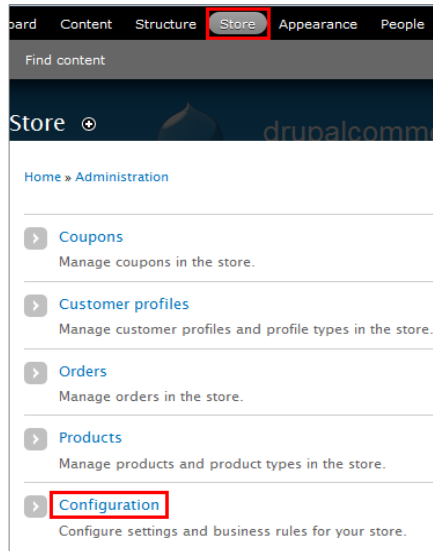 Content Structure Store Appearance People
Find content
Store
Home » Administration
Coupons
Manage coupons in the store.
Customer profiles
Manage customer profiles and profile types in the store.
Orders
Manage orders in the store.
Products
Manage products and product types in the store.
Configuration
Configure settings and business rules for your store.